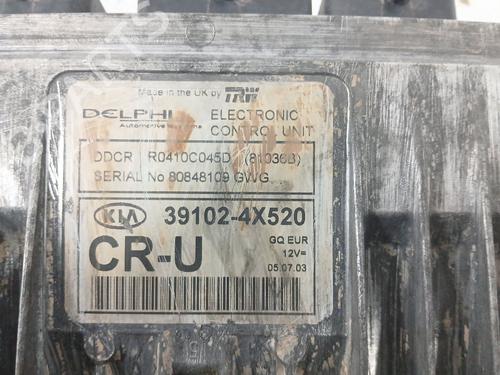 Made in the UK by TRW
DELPHI ELECTRONIC
Automotive Systems CONTROL UNIT
DDCR R0410C045D (81036B)
SERIAL No 80848109 GWG
KIA 39102-4X520
CR-U GQ EUR
12V=
05.07.03